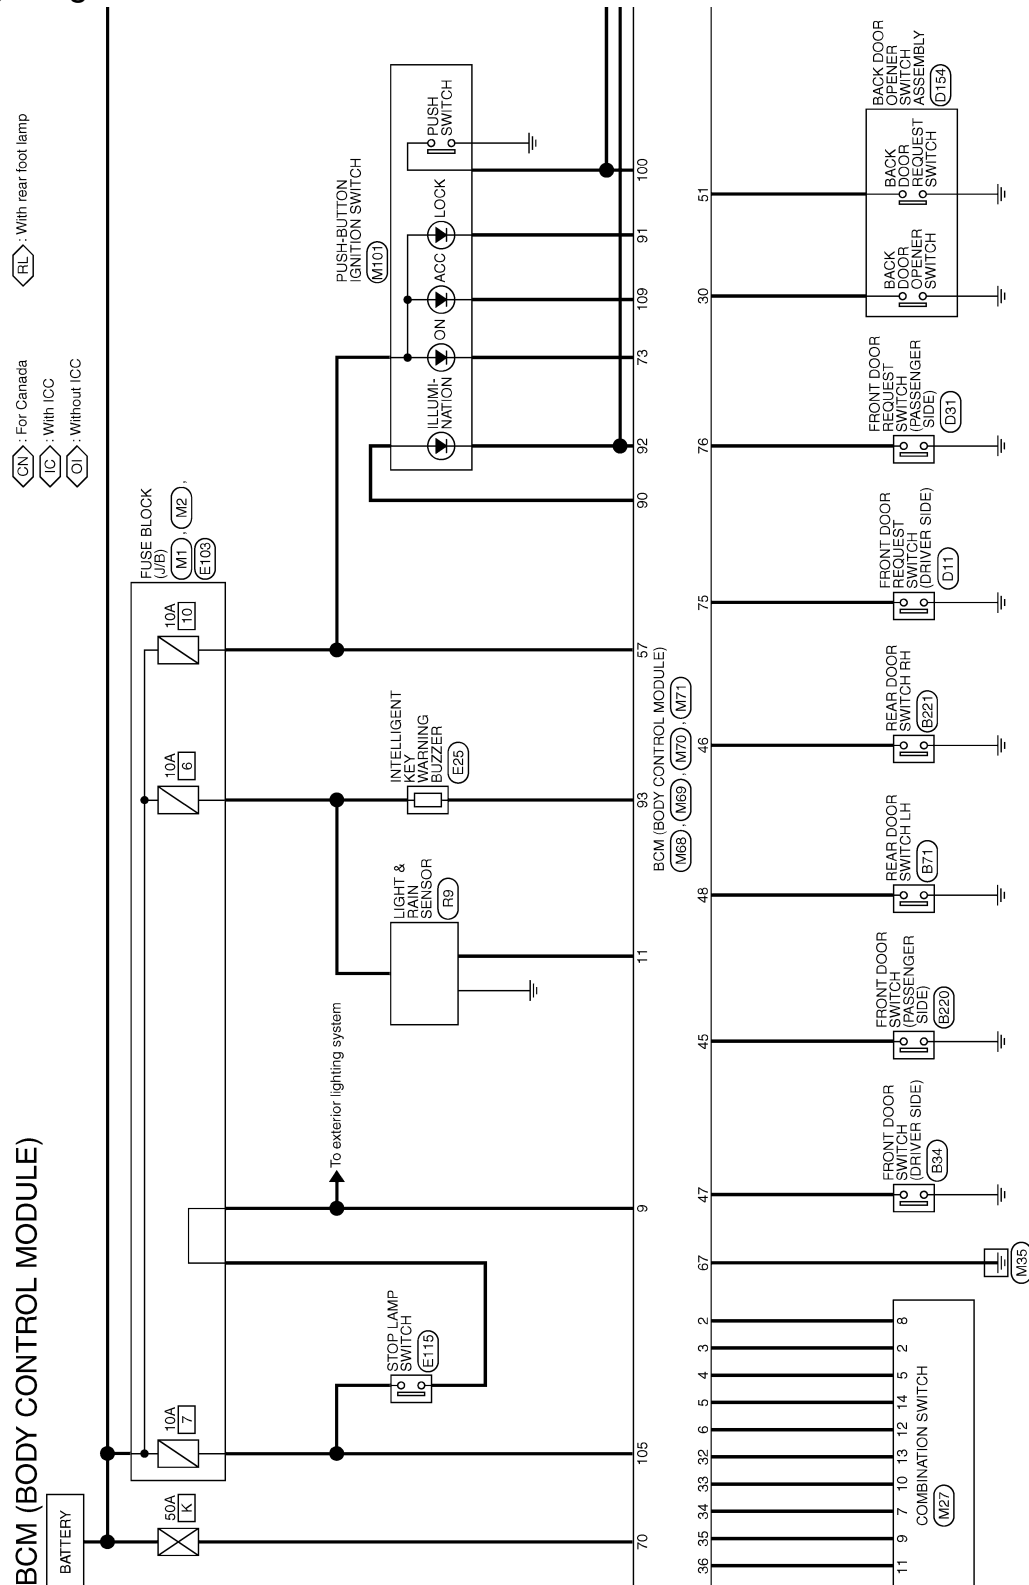 BCM (BODY CONTROL MODULE)
CN : For Canada
IC : With ICC
OI : Without ICC
RL : With rear foot lamp
BATTERY
50A
K
10A
7
10A
6
10A
10
FUSE BLOCK
(J/B)
M1 , M2 ,
E103
STOP LAMP
SWITCH
E115
To exterior lighting system
LIGHT &
RAIN
SENSOR
R9
INTELLIGENT
KEY
WARNING
BUZZER
E25
PUSH-BUTTON
IGNITION SWITCH
M101
ILLUMI-
NATION
ON
ACC
LOCK
PUSH
SWITCH
70
105
9
11
93
57
90
92
73
109
91
100
BCM (BODY CONTROL MODULE)
M68 , M69 , M70 , M71
36
35
34
33
32
6
5
4
3
2
67
47
45
48
46
75
76
30
51
11
9
7
10
13
12
14
5
2
8
COMBINATION SWITCH
M27
M35
FRONT DOOR
SWITCH
(DRIVER SIDE)
B34
FRONT DOOR
SWITCH
(PASSENGER
SIDE)
B220
REAR DOOR
SWITCH LH
B71
REAR DOOR
SWITCH RH
B221
FRONT DOOR
REQUEST
SWITCH
(DRIVER SIDE)
D11
FRONT DOOR
REQUEST
SWITCH
(PASSENGER
SIDE)
D31
BACK
DOOR
OPENER
SWITCH
BACK
DOOR
REQUEST
SWITCH
BACK DOOR
OPENER
SWITCH
ASSEMBLY
D154